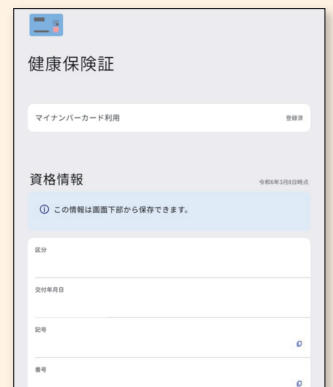 健康保険証
マイナンバーカード利用 登録済
資格情報 令和6年3月8日時点
この情報は画面下部から保存できます。
区分
交付年月日
記号
番号